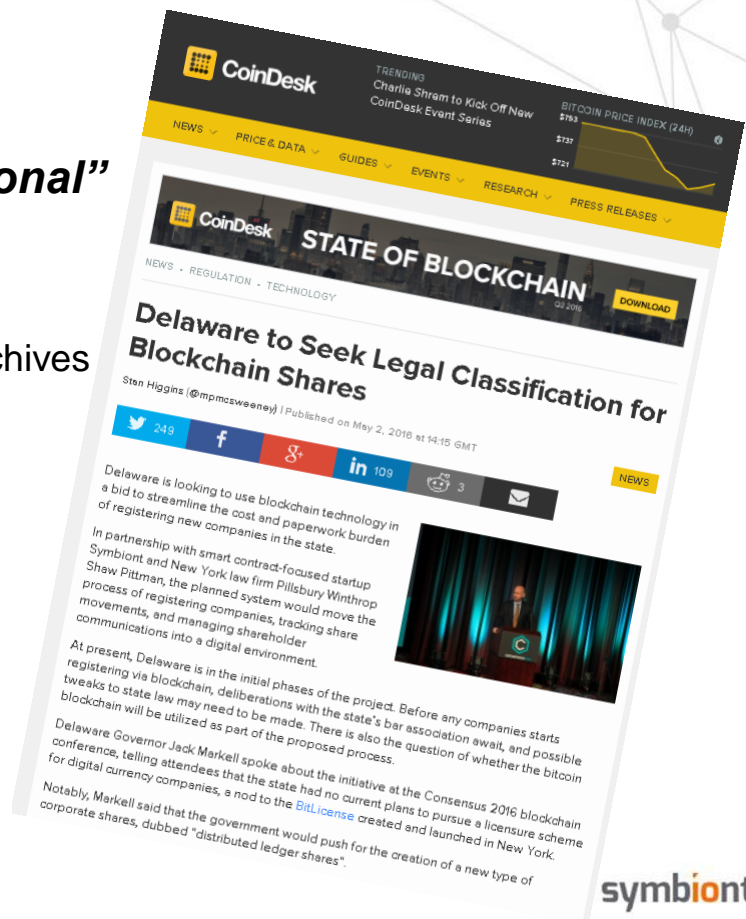 onal”
chives
CoinDesk
TRENDING
Charlie Shrem to Kick Off New
CoinDesk Event Series
BITCOIN PRICE INDEX (24H)
$753
$737
$721
NEWS
PRICE & DATA
GUIDES
EVENTS
RESEARCH
PRESS RELEASES
CoinDesk
STATE OF BLOCKCHAIN
Q2 2016
DOWNLOAD
NEWS • REGULATION • TECHNOLOGY
Delaware to Seek Legal Classification for
Blockchain Shares
Stan Higgins (@mpmcsweeney) | Published on May 2, 2016 at 14:15 GMT
249
f
g+
in 109
3
NEWS
Delaware is looking to use blockchain technology in
a bid to streamline the cost and paperwork burden
of registering new companies in the state.
In partnership with smart contract-focused startup
Symbiont and New York law firm Pillsbury Winthrop
Shaw Pittman, the planned system would move the
process of registering companies, tracking share
movements, and managing shareholder
communications into a digital environment.
At present, Delaware is in the initial phases of the project. Before any companies starts
registering via blockchain, deliberations with the state's bar association await, and possible
tweaks to state law may need to be made. There is also the question of whether the bitcoin
blockchain will be utilized as part of the proposed process.
Delaware Governor Jack Markell spoke about the initiative at the Consensus 2016 blockchain
conference, telling attendees that the state had no current plans to pursue a licensure scheme
for digital currency companies, a nod to the BitLicense created and launched in New York.
Notably, Markell said that the government would push for the creation of a new type of
corporate shares, dubbed "distributed ledger shares".
symbiont